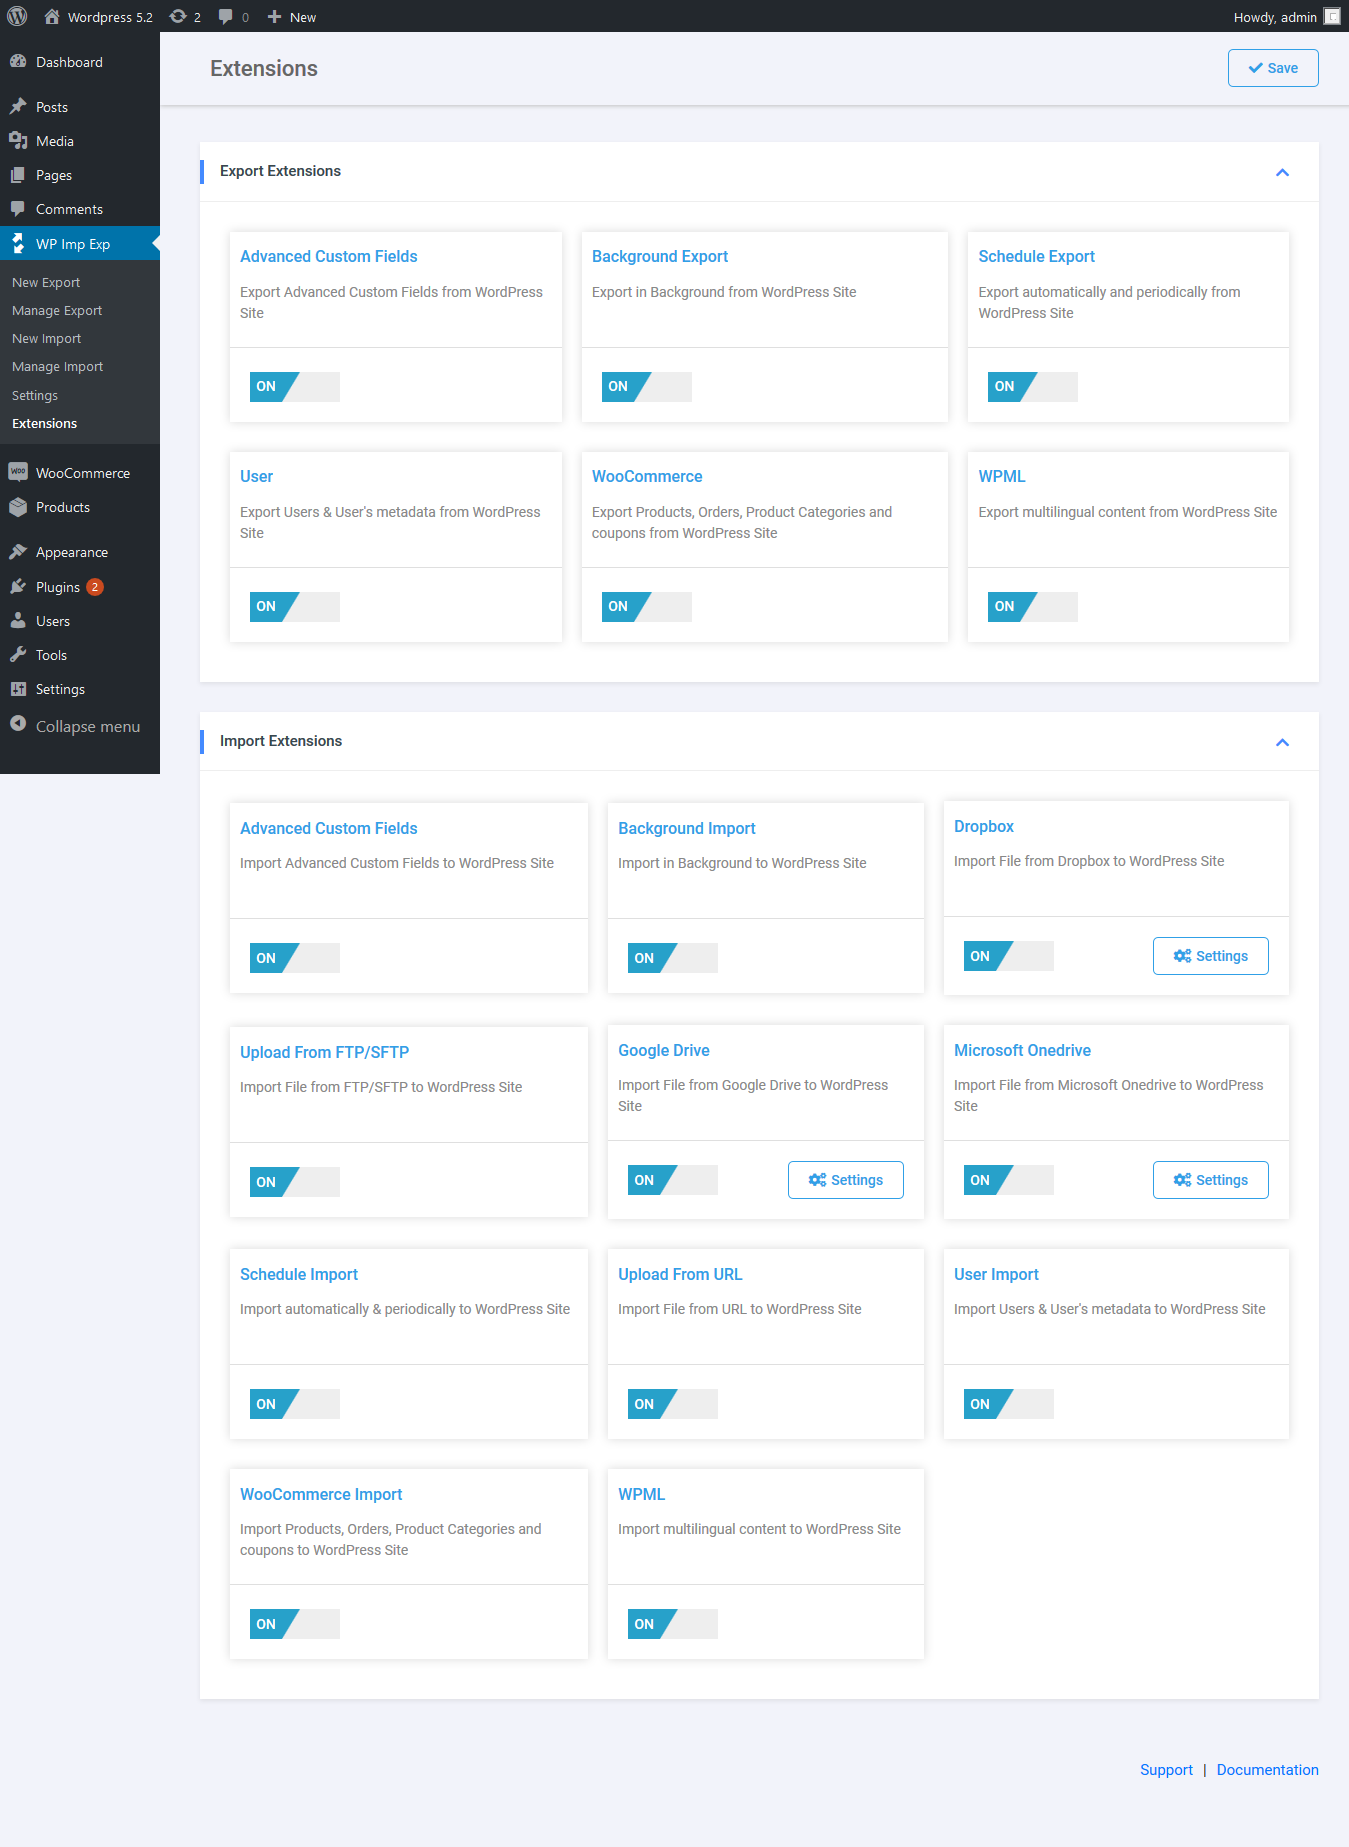 Wordpress 5.2 2 0 New
Howdy, admin
Dashboard
Posts
Media
Pages
Comments
WP Imp Exp
New Export
Manage Export
New Import
Manage Import
Settings
Extensions
WooCommerce
Products
Appearance
Plugins 2
Users
Tools
Settings
Collapse menu
Extensions
Save
Export Extensions
Advanced Custom Fields
Export Advanced Custom Fields from WordPress
Site
ON
Background Export
Export in Background from WordPress Site
ON
Schedule Export
Export automatically and periodically from
WordPress Site
ON
User
Export Users & User's metadata from WordPress
Site
ON
WooCommerce
Export Products, Orders, Product Categories and
coupons from WordPress Site
ON
WPML
Export multilingual content from WordPress Site
ON
Import Extensions
Advanced Custom Fields
Import Advanced Custom Fields to WordPress Site
ON
Background Import
Import in Background to WordPress Site
ON
Dropbox
Import File from Dropbox to WordPress Site
ON
Settings
Upload From FTP/SFTP
Import File from FTP/SFTP to WordPress Site
ON
Google Drive
Import File from Google Drive to WordPress
Site
ON
Settings
Microsoft Onedrive
Import File from Microsoft Onedrive to WordPress
Site
ON
Settings
Schedule Import
Import automatically & periodically to WordPress Site
ON
Upload From URL
Import File from URL to WordPress Site
ON
User Import
Import Users & User's metadata to WordPress Site
ON
WooCommerce Import
Import Products, Orders, Product Categories and
coupons to WordPress Site
ON
WPML
Import multilingual content to WordPress Site
ON
Support | Documentation